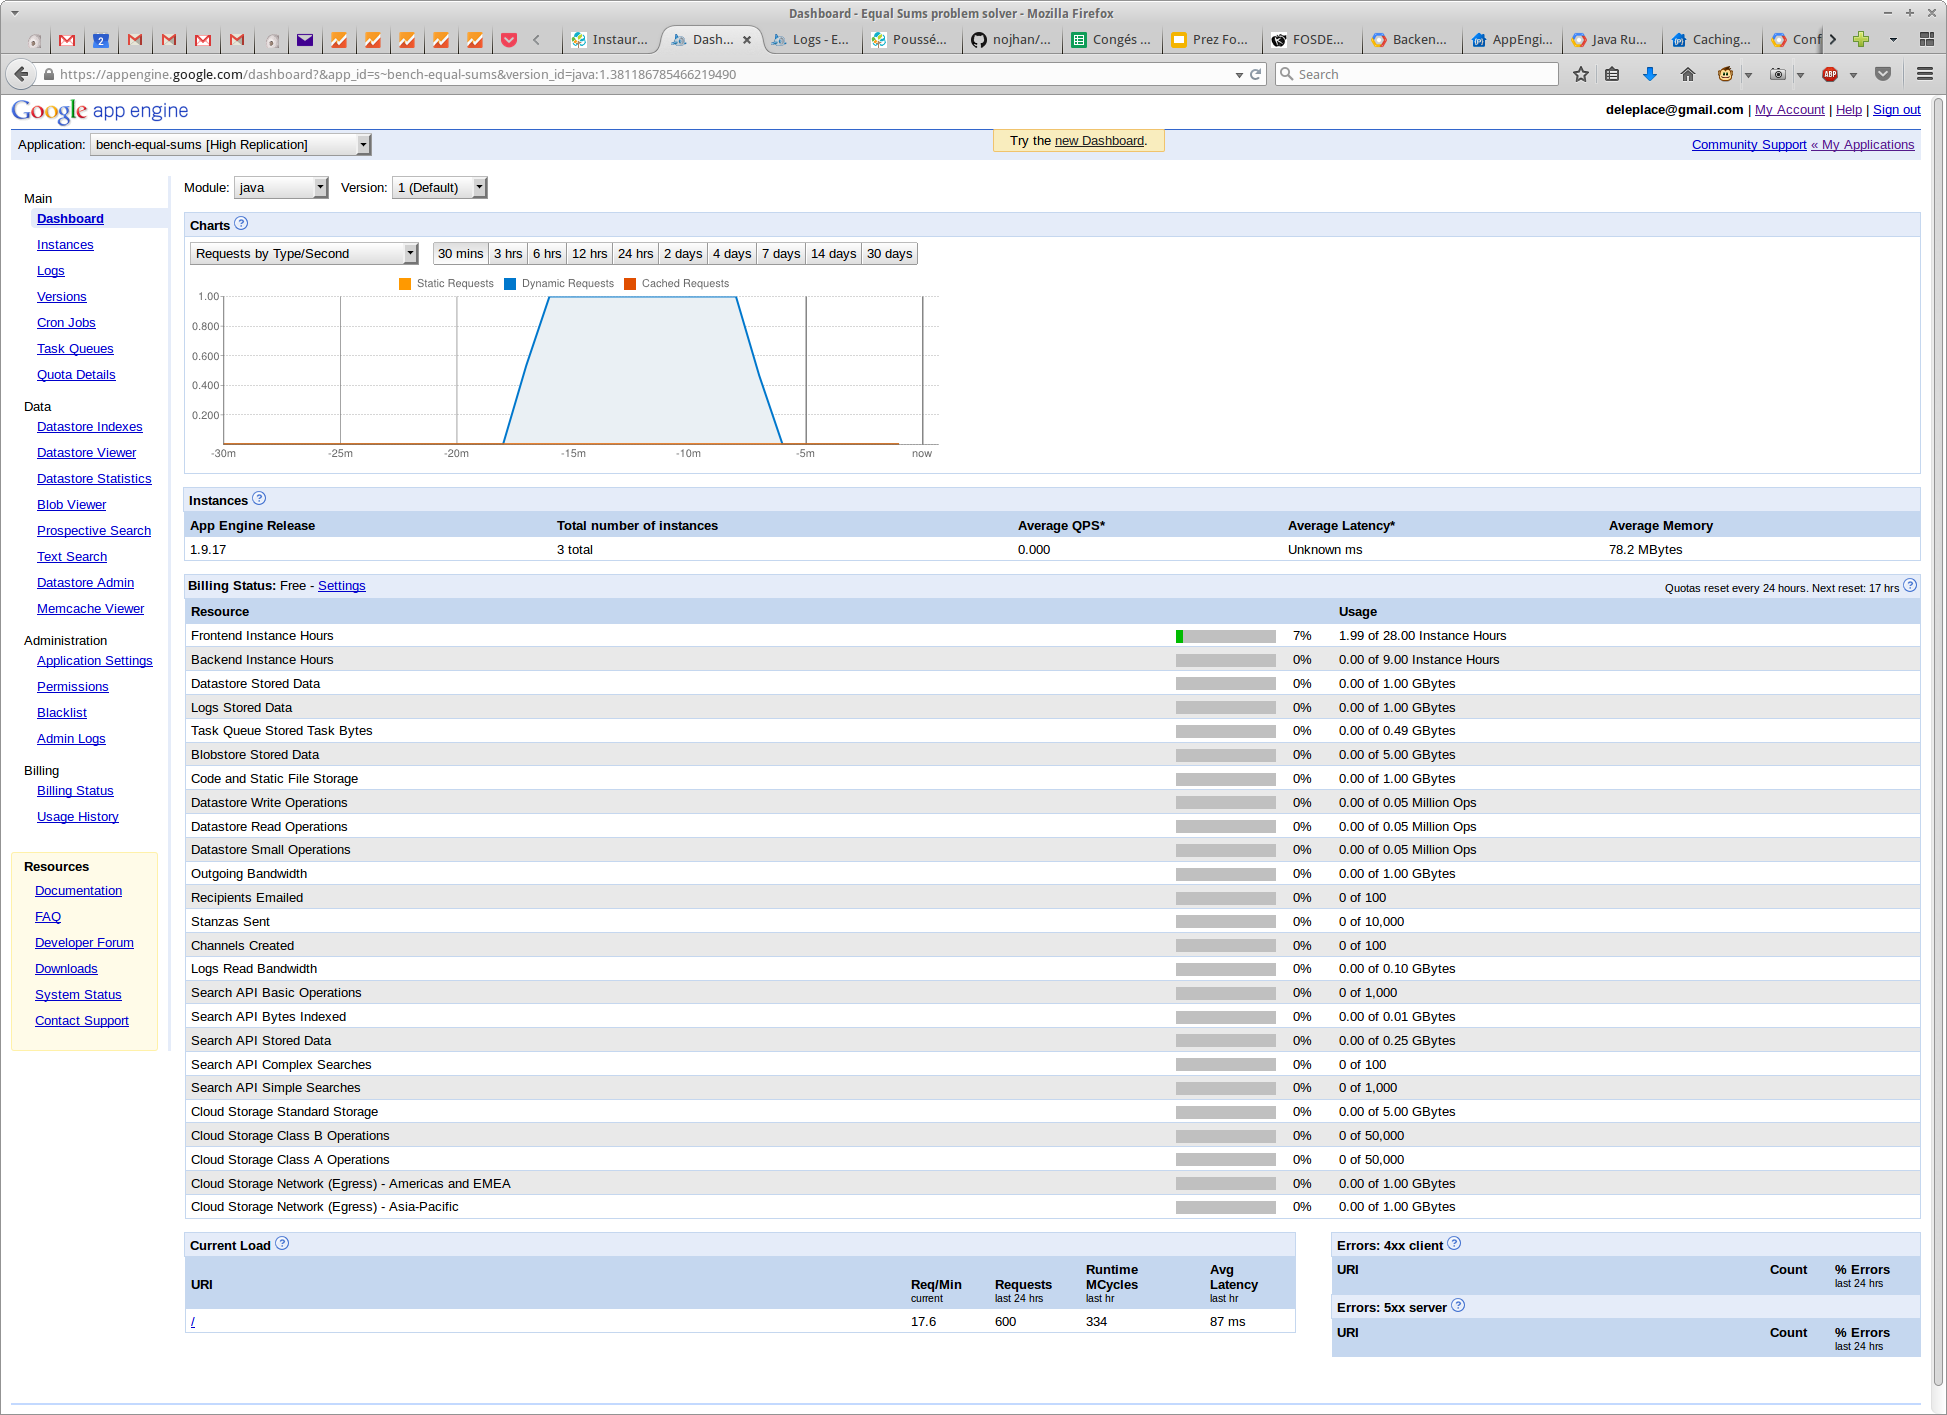 Dashboard - Equal Sums problem solver - Mozilla Firefox
2 Instaur... Dash... Logs - E... Poussé... nojhan/... Congés ... Prez Fo... FOSDE... Backen... AppEngi... Java Ru... Caching... Conf
https://appengine.google.com/dashboard?&app_id=s~bench-equal-sums&version_id=java:1.381186785466219490 Search ABP
Google app engine deleplace@gmail.com | My Account | Help | Sign out
Application: bench-equal-sums [High Replication] Try the new Dashboard. Community Support « My Applications
Main
Dashboard
Instances
Logs
Versions
Cron Jobs
Task Queues
Quota Details
Data
Datastore Indexes
Datastore Viewer
Datastore Statistics
Blob Viewer
Prospective Search
Text Search
Datastore Admin
Memcache Viewer
Administration
Application Settings
Permissions
Blacklist
Admin Logs
Billing
Billing Status
Usage History
Resources
Documentation
FAQ
Developer Forum
Downloads
System Status
Contact Support
Module: java Version: 1 (Default)
Charts ?
Requests by Type/Second 30 mins 3 hrs 6 hrs 12 hrs 24 hrs 2 days 4 days 7 days 14 days 30 days
Static Requests Dynamic Requests Cached Requests
1.00
0.800
0.600
0.400
0.200
-30m -25m -20m -15m -10m -5m now
Instances ?
App Engine Release Total number of instances Average QPS* Average Latency* Average Memory
1.9.17 3 total 0.000 Unknown ms 78.2 MBytes
Billing Status: Free - Settings Quotas reset every 24 hours. Next reset: 17 hrs ?
Resource Usage
Frontend Instance Hours 7% 1.99 of 28.00 Instance Hours
Backend Instance Hours 0% 0.00 of 9.00 Instance Hours
Datastore Stored Data 0% 0.00 of 1.00 GBytes
Logs Stored Data 0% 0.00 of 1.00 GBytes
Task Queue Stored Task Bytes 0% 0.00 of 0.49 GBytes
Blobstore Stored Data 0% 0.00 of 5.00 GBytes
Code and Static File Storage 0% 0.00 of 1.00 GBytes
Datastore Write Operations 0% 0.00 of 0.05 Million Ops
Datastore Read Operations 0% 0.00 of 0.05 Million Ops
Datastore Small Operations 0% 0.00 of 0.05 Million Ops
Outgoing Bandwidth 0% 0.00 of 1.00 GBytes
Recipients Emailed 0% 0 of 100
Stanzas Sent 0% 0 of 10,000
Channels Created 0% 0 of 100
Logs Read Bandwidth 0% 0.00 of 0.10 GBytes
Search API Basic Operations 0% 0 of 1,000
Search API Bytes Indexed 0% 0.00 of 0.01 GBytes
Search API Stored Data 0% 0.00 of 0.25 GBytes
Search API Complex Searches 0% 0 of 100
Search API Simple Searches 0% 0 of 1,000
Cloud Storage Standard Storage 0% 0.00 of 5.00 GBytes
Cloud Storage Class B Operations 0% 0 of 50,000
Cloud Storage Class A Operations 0% 0 of 50,000
Cloud Storage Network (Egress) - Americas and EMEA 0% 0.00 of 1.00 GBytes
Cloud Storage Network (Egress) - Asia-Pacific 0% 0.00 of 1.00 GBytes
Current Load ?
URI Req/Min current Requests last 24 hrs Runtime MCycles last hr Avg Latency last hr
/ 17.6 600 334 87 ms
Errors: 4xx client ?
URI Count % Errors
last 24 hrs
Errors: 5xx server ?
URI Count % Errors
last 24 hrs